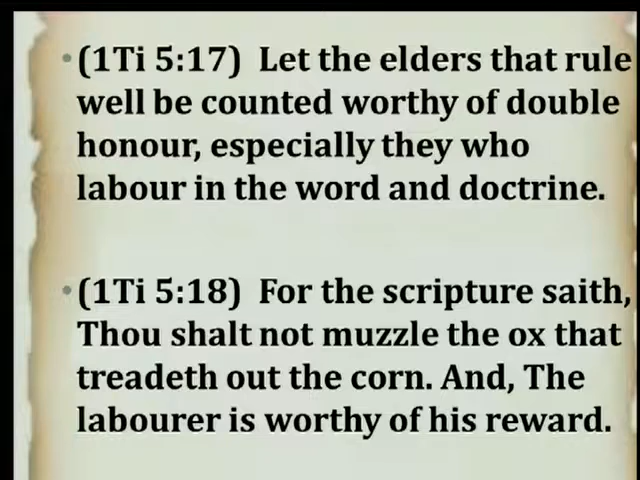 (1Ti 5:17) Let the elders that rule
well be counted worthy of double
honour, especially they who
labour in the word and doctrine.
(1Ti 5:18) For the scripture saith,
Thou shalt not muzzle the ox that
treadeth out the corn. And, The
labourer is worthy of his reward.